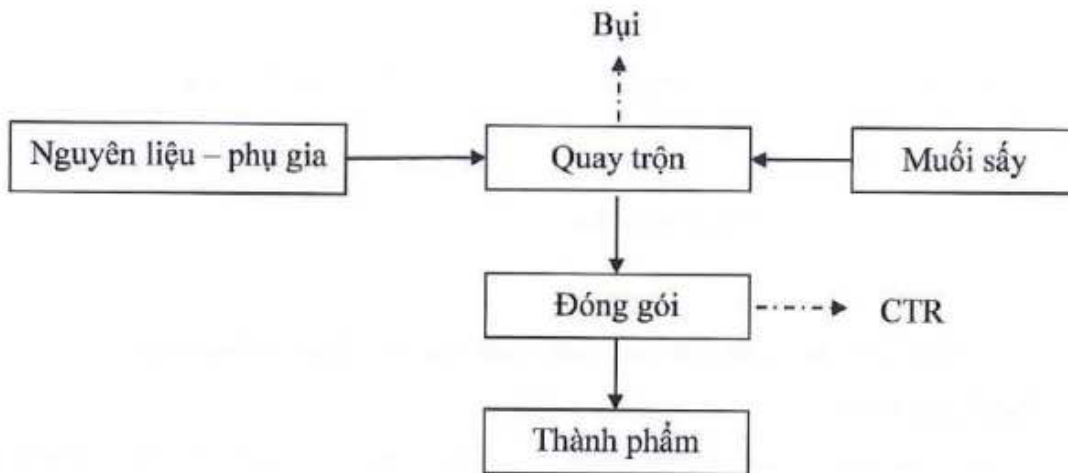 Bụi
Nguyên liệu – phụ gia
Quay trộn
Muối sấy
Đóng gói
CTR
Thành phẩm